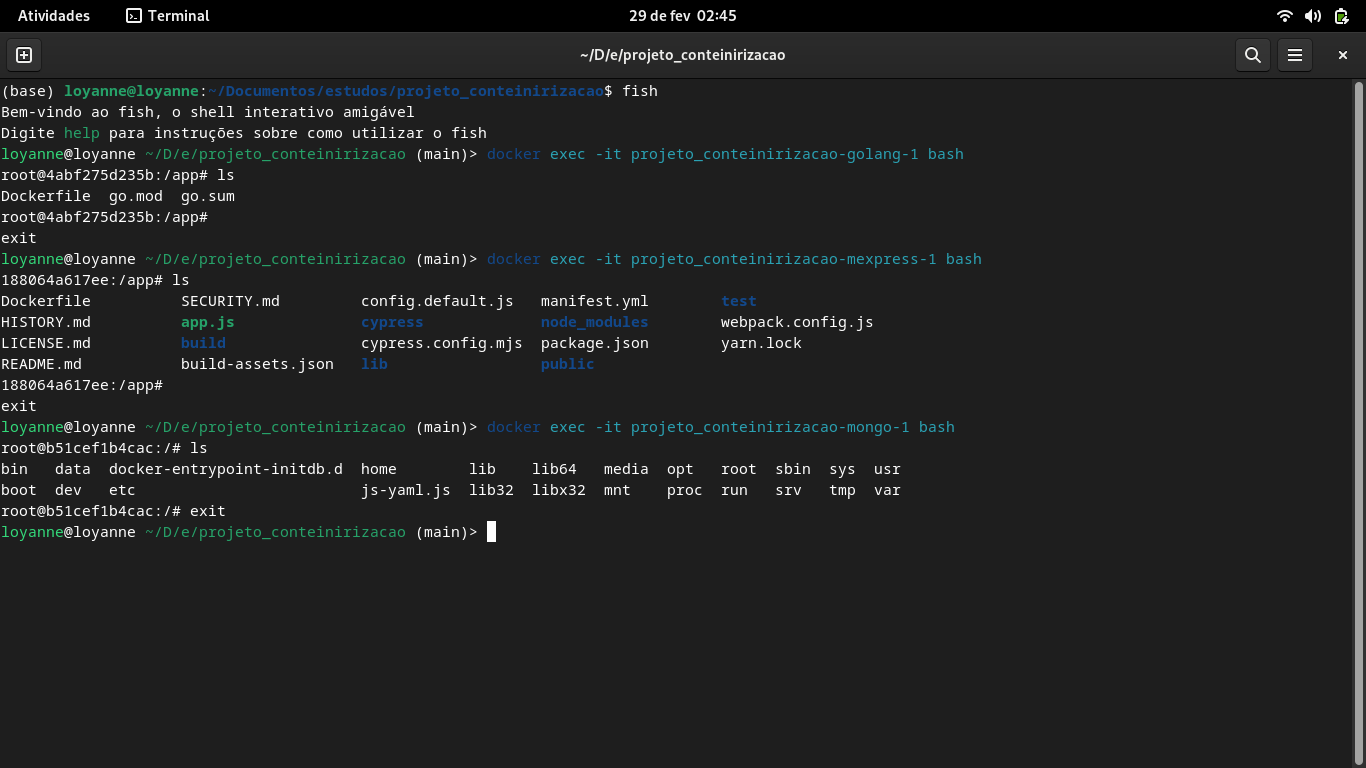 Atividades Terminal 29 de fev 02:45
~/D/e/projeto_conteinirizacao
(base) loyanne@loyanne:~/Documentos/estudos/projeto_conteinirizacao$ fish
Bem-vindo ao fish, o shell interativo amigável
Digite help para instruções sobre como utilizar o fish
loyanne@loyanne ~/D/e/projeto_conteinirizacao (main)> docker exec -it projeto_conteinirizacao-golang-1 bash
root@4abf275d235b:/app# ls
Dockerfile  go.mod  go.sum
root@4abf275d235b:/app#
exit
loyanne@loyanne ~/D/e/projeto_conteinirizacao (main)> docker exec -it projeto_conteinirizacao-mexpress-1 bash
188064a617ee:/app# ls
Dockerfile          SECURITY.md         config.default.js   manifest.yml        test
HISTORY.md          app.js              cypress             node_modules        webpack.config.js
LICENSE.md          build               cypress.config.mjs  package.json        yarn.lock
README.md           build-assets.json   lib                 public
188064a617ee:/app#
exit
loyanne@loyanne ~/D/e/projeto_conteinirizacao (main)> docker exec -it projeto_conteinirizacao-mongo-1 bash
root@b51cef1b4cac:/# ls
bin   data  docker-entrypoint-initdb.d  home        lib    lib64   media  opt   root  sbin  sys  usr
boot  dev   etc                         js-yaml.js  lib32  libx32  mnt    proc  run   srv   tmp  var
root@b51cef1b4cac:/# exit
loyanne@loyanne ~/D/e/projeto_conteinirizacao (main)>